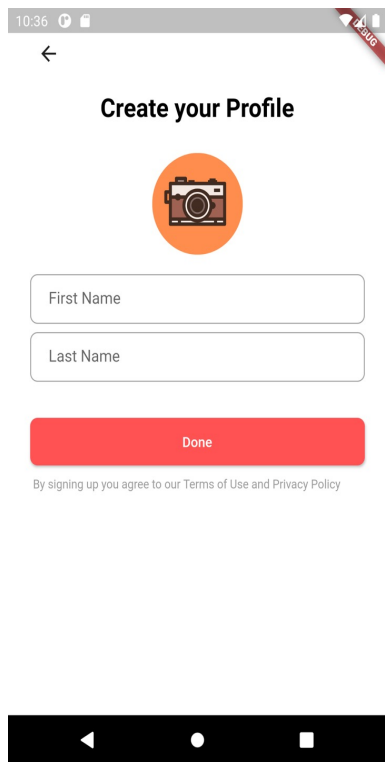 10:36
DEBUG
Create your Profile
First Name
Last Name
Done
By signing up you agree to our Terms of Use and Privacy Policy